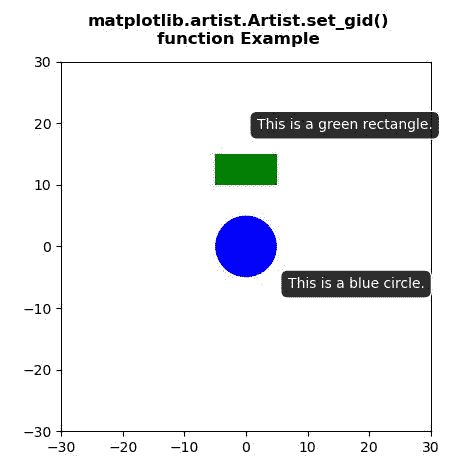 matplotlib.artist.Artist.set_gid()
function Example
30
This is a green rectangle.
20
10
0
This is a blue circle.
−10
−20
−30
−30 −20 −10 0 10 20 30